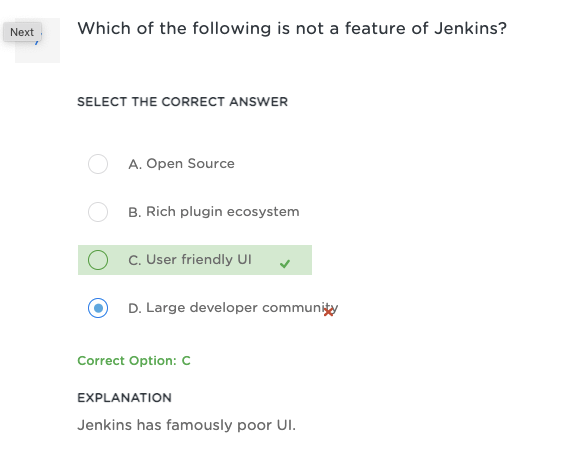 Next
Which of the following is not a feature of Jenkins?
SELECT THE CORRECT ANSWER
A. Open Source
B. Rich plugin ecosystem
C. User friendly UI
D. Large developer community
Correct Option: C
EXPLANATION
Jenkins has famously poor UI.